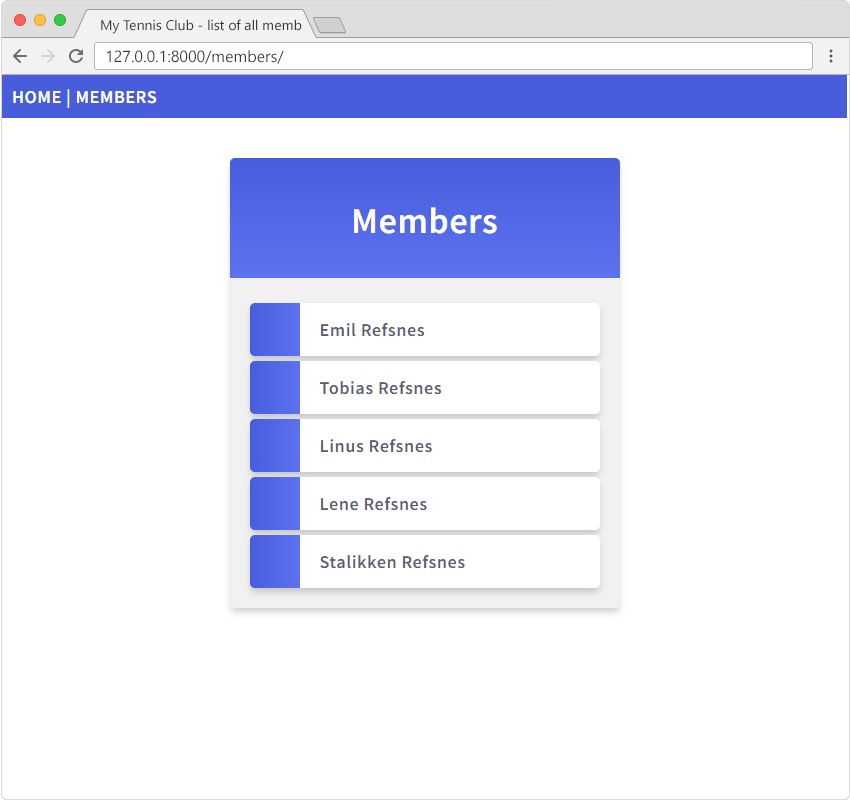 My Tennis Club - list of all memb
127.0.0.1:8000/members/
HOME | MEMBERS
Members
Emil Refsnes
Tobias Refsnes
Linus Refsnes
Lene Refsnes
Stalikken Refsnes